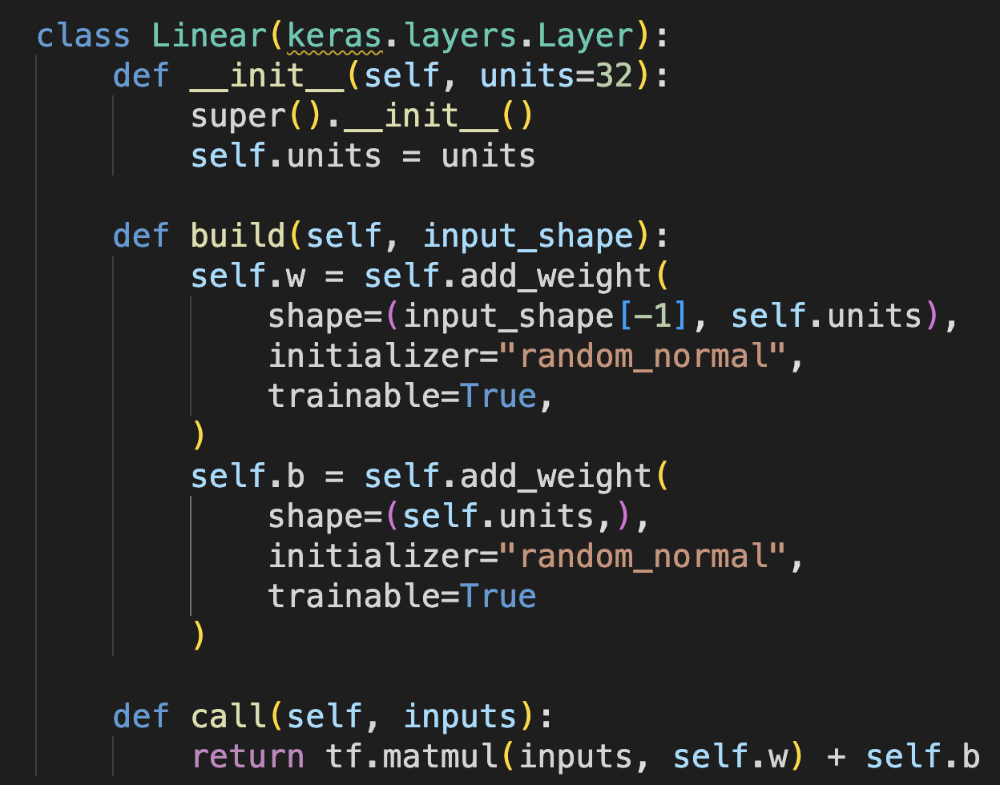 class Linear(keras.layers.Layer):
    def __init__(self, units=32):
        super().__init__()
        self.units = units

    def build(self, input_shape):
        self.w = self.add_weight(
            shape=(input_shape[-1], self.units),
            initializer="random_normal",
            trainable=True,
        )
        self.b = self.add_weight(
            shape=(self.units,),
            initializer="random_normal",
            trainable=True
        )

    def call(self, inputs):
        return tf.matmul(inputs, self.w) + self.b